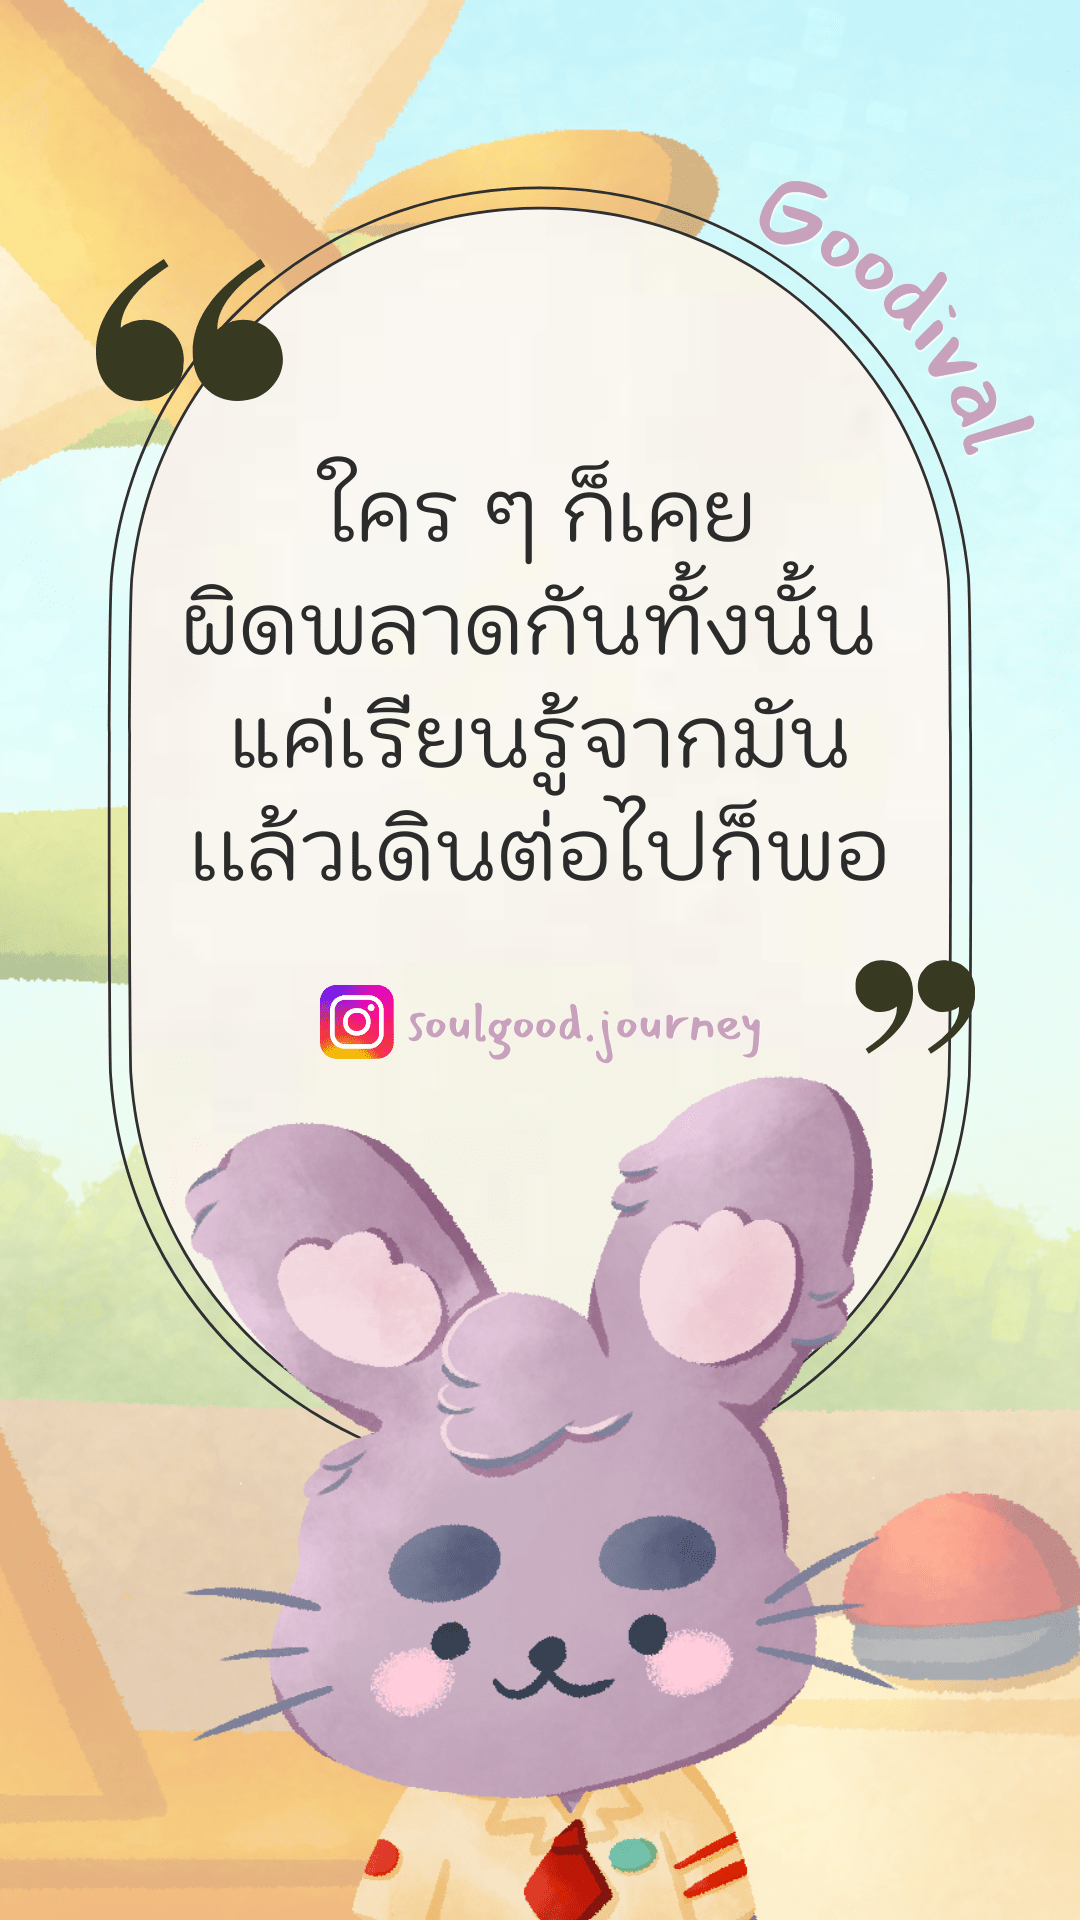 Goodival
“
ใคร ๆ ก็เคย
ผิดพลาดกันทั้งนั้น
แค่เรียนรู้จากมัน
แล้วเดินต่อไปก็พอ
”
soulgood.journey